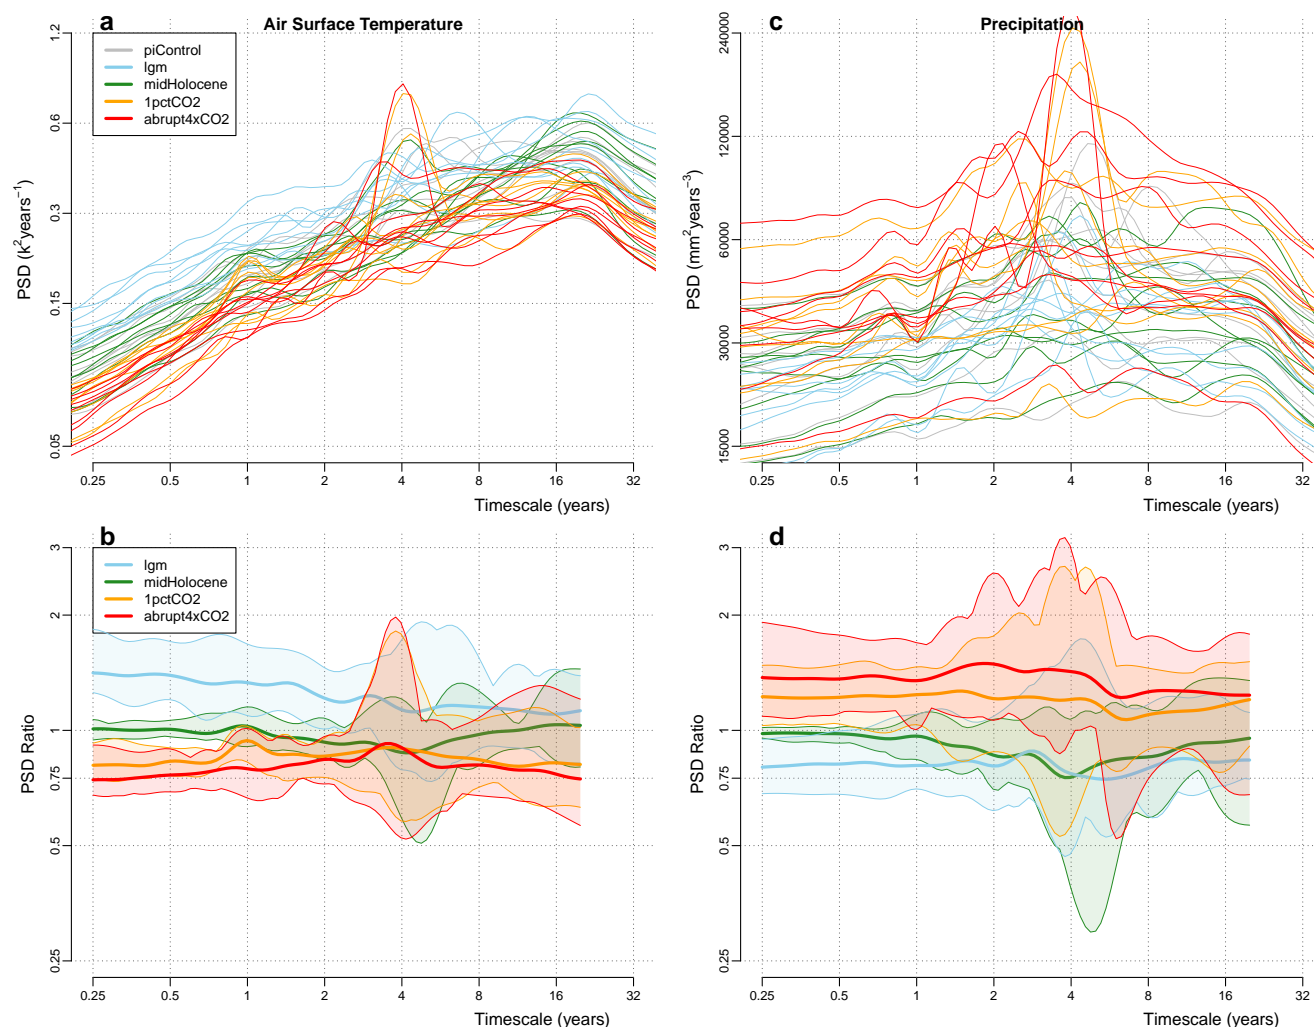 a
Air Surface Temperature
piControl
lgm
midHolocene
1pctCO2
abrupt4xCO2
PSD (k²years⁻¹)
1.2
0.6
0.3
0.15
0.05
0.25 0.5 1 2 4 8 16 32
Timescale (years)
c
Precipitation
PSD (mm²years⁻³)
240000
120000
60000
30000
15000
0.25 0.5 1 2 4 8 16 32
Timescale (years)
b
lgm
midHolocene
1pctCO2
abrupt4xCO2
PSD Ratio
3
2
1
0.75
0.5
0.25
0.25 0.5 1 2 4 8 16 32
Timescale (years)
d
PSD Ratio
3
2
1
0.75
0.5
0.25
0.25 0.5 1 2 4 8 16 32
Timescale (years)